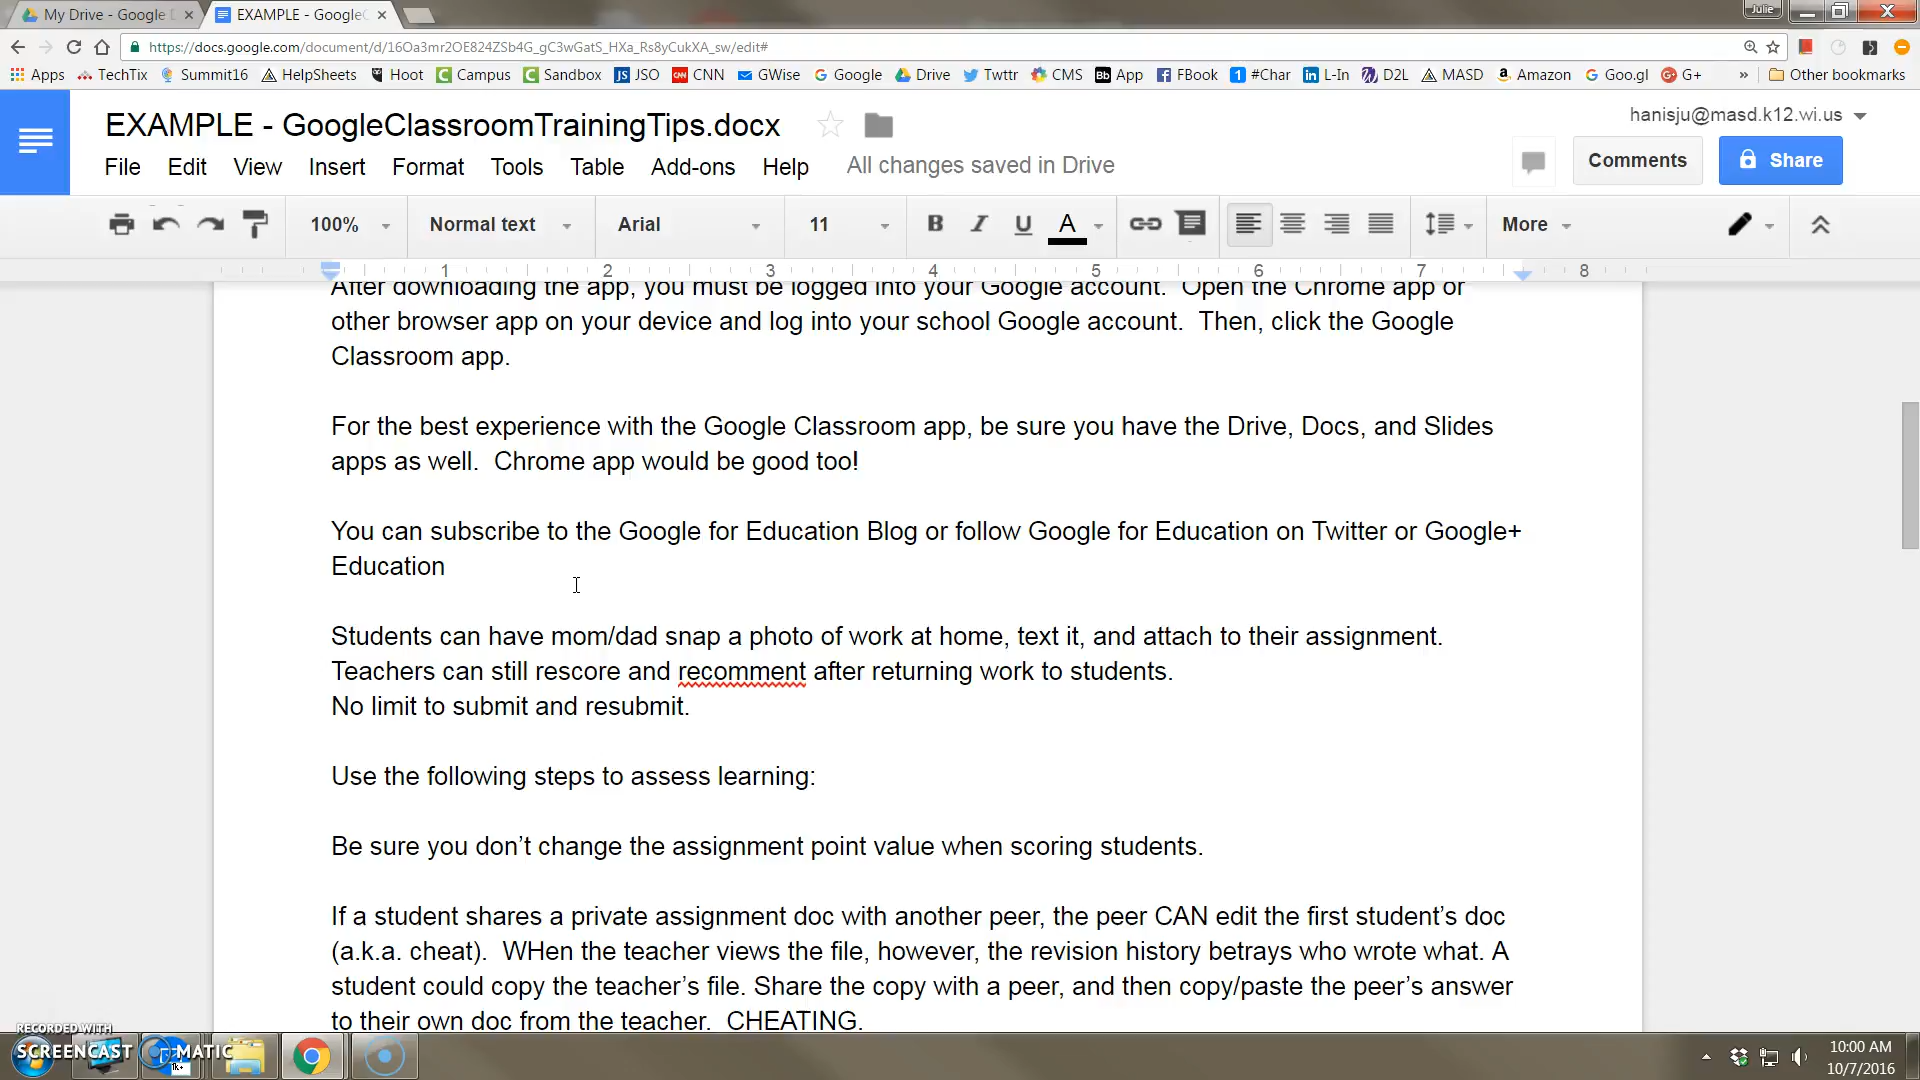 My Drive - Google D
EXAMPLE - GoogleC
Julie
https://docs.google.com/document/d/16Oa3mr2OE824ZSb4G_gC3wGatS_HXa_Rs8yCukXA_sw/edit#
Apps TechTix Summit16 HelpSheets Hoot Campus Sandbox JSO CNN GWise Google Drive Twttr CMS App FBook #Char L-In D2L MASD Amazon Goo.gl G+ » Other bookmarks
EXAMPLE - GoogleClassroomTrainingTips.docx
hanisju@masd.k12.wi.us
File Edit View Insert Format Tools Table Add-ons Help All changes saved in Drive
Comments Share
100% Normal text Arial 11 B I U A More
1 2 3 4 5 6 7 8
After downloading the app, you must be logged into your Google account. Open the Chrome app or
other browser app on your device and log into your school Google account. Then, click the Google
Classroom app.
For the best experience with the Google Classroom app, be sure you have the Drive, Docs, and Slides
apps as well. Chrome app would be good too!
You can subscribe to the Google for Education Blog or follow Google for Education on Twitter or Google+
Education
Students can have mom/dad snap a photo of work at home, text it, and attach to their assignment.
Teachers can still rescore and recomment after returning work to students.
No limit to submit and resubmit.
Use the following steps to assess learning:
Be sure you don’t change the assignment point value when scoring students.
If a student shares a private assignment doc with another peer, the peer CAN edit the first student’s doc
(a.k.a. cheat). WHen the teacher views the file, however, the revision history betrays who wrote what. A
student could copy the teacher’s file. Share the copy with a peer, and then copy/paste the peer’s answer
to their own doc from the teacher. CHEATING.
RECORDED WITH
SCREENCAST MATIC
1k+
10:00 AM
10/7/2016